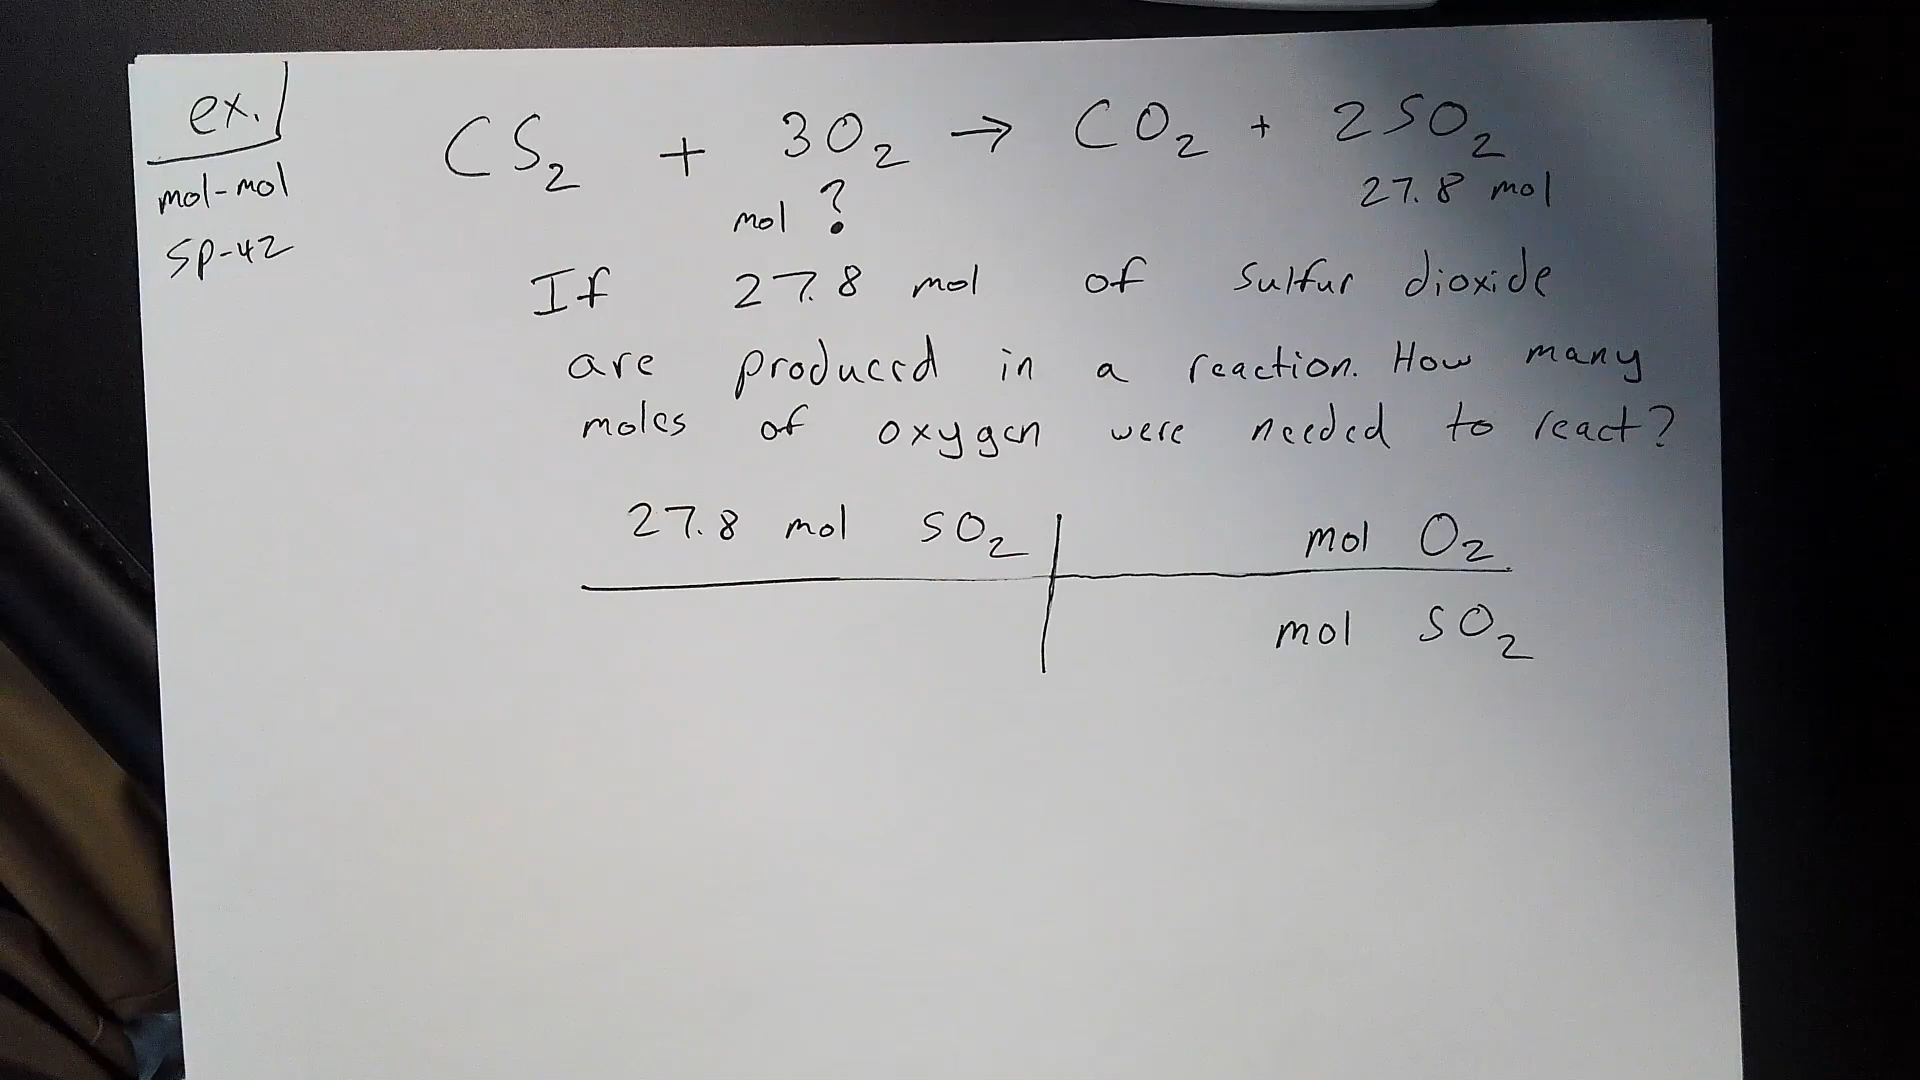 ex.
mol-mol
SP-42
CS₂ + 3O₂ → CO₂ + 2SO₂
mol ? 27.8 mol
If 27.8 mol of sulfur dioxide
are produced in a reaction. How many
moles of oxygen were needed to react?
27.8 mol SO₂ | mol O₂
mol SO₂